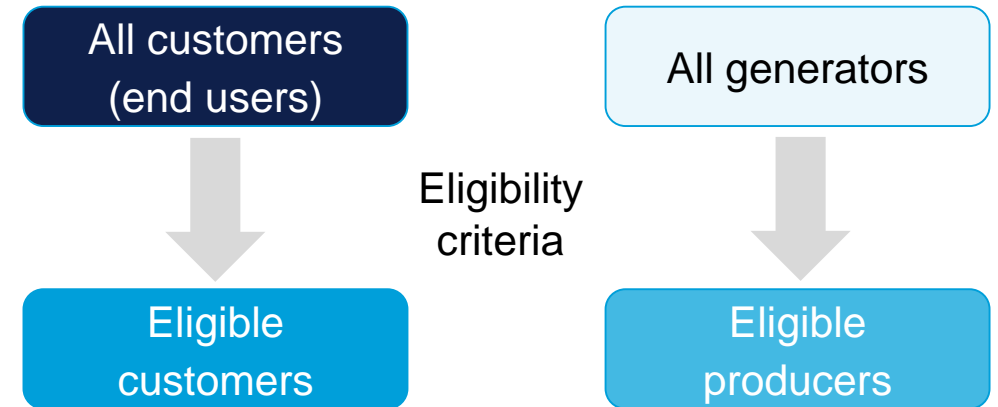 All customers
(end users)
All generators
Eligibility
criteria
Eligible
customers
Eligible
producers